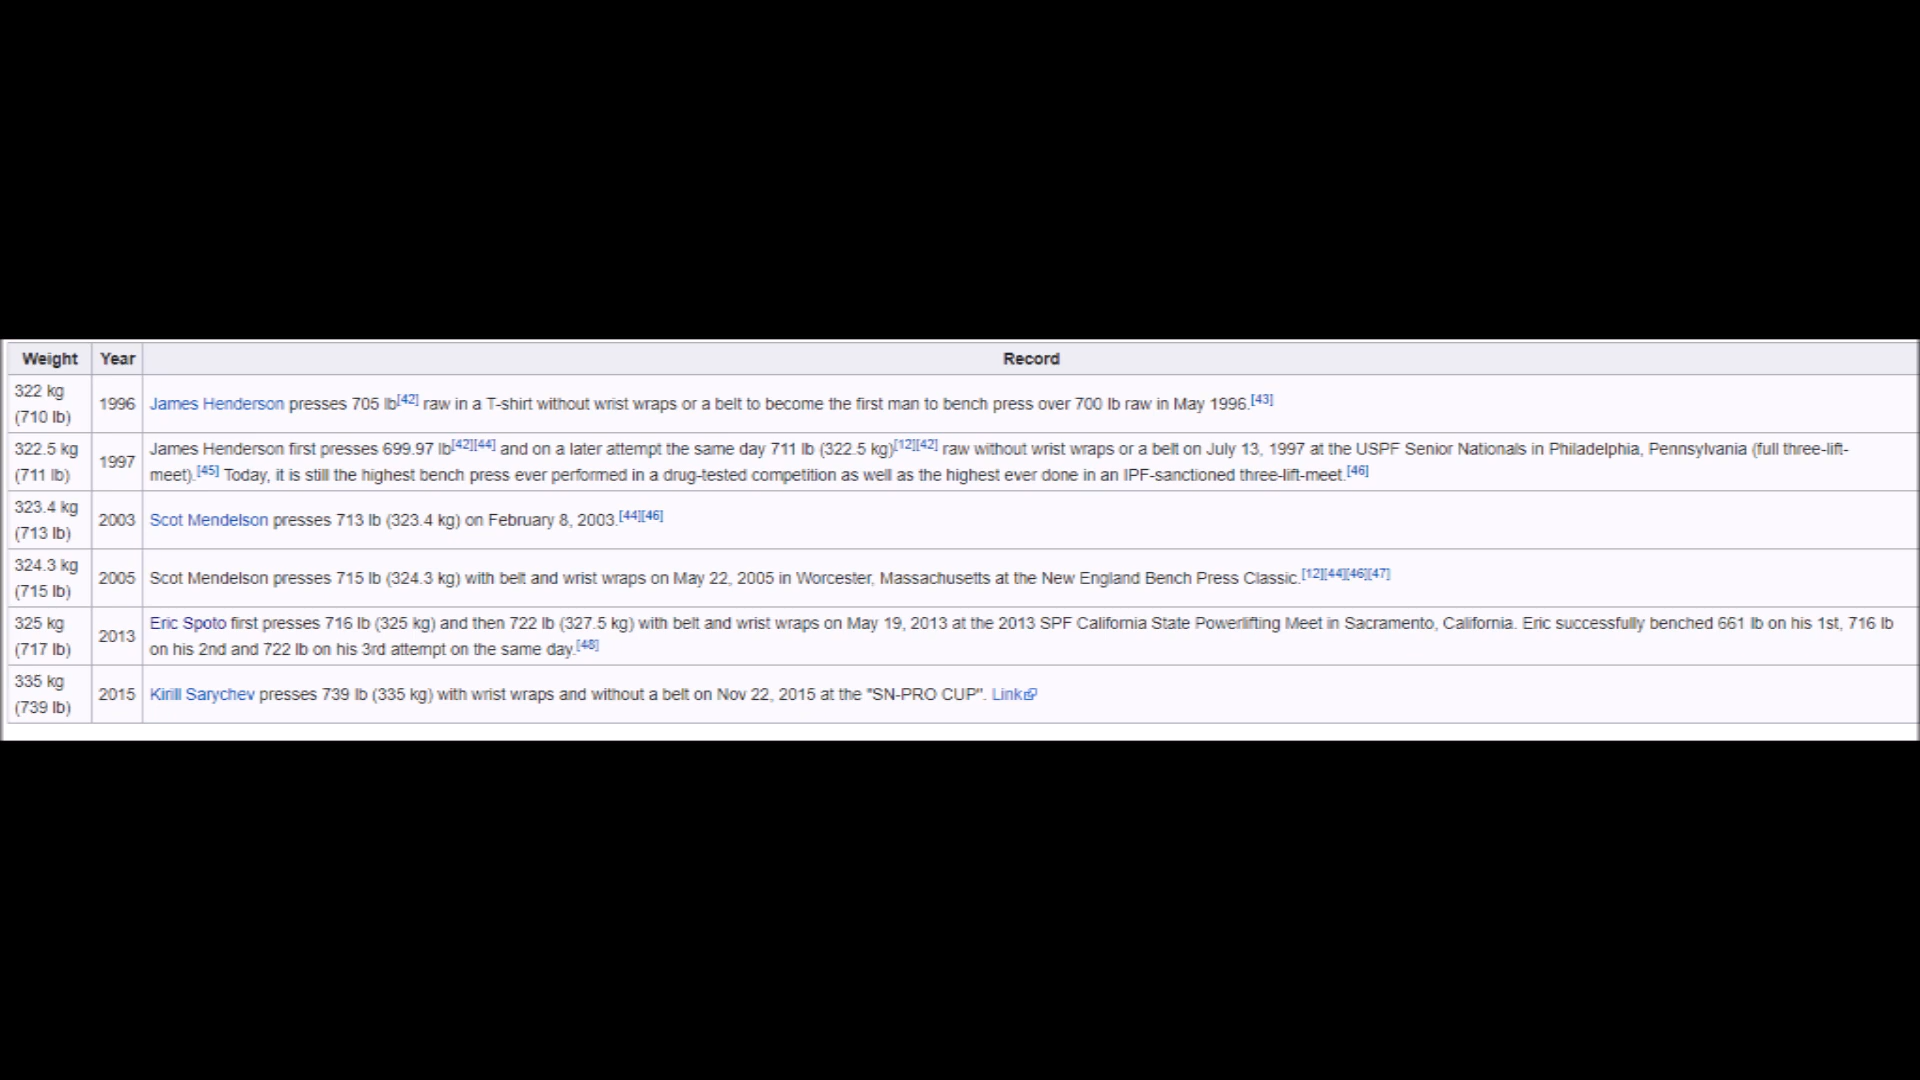 Weight Year Record
322 kg
(710 lb)
1996
James Henderson presses 705 lb[42] raw in a T-shirt without wrist wraps or a belt to become the first man to bench press over 700 lb raw in May 1996.[43]
322.5 kg
(711 lb)
1997
James Henderson first presses 699.97 lb[42][44] and on a later attempt the same day 711 lb (322.5 kg)[12][42] raw without wrist wraps or a belt on July 13, 1997 at the USPF Senior Nationals in Philadelphia, Pennsylvania (full three-lift-
meet).[45] Today, it is still the highest bench press ever performed in a drug-tested competition as well as the highest ever done in an IPF-sanctioned three-lift-meet.[46]
323.4 kg
(713 lb)
2003
Scot Mendelson presses 713 lb (323.4 kg) on February 8, 2003.[44][46]
324.3 kg
(715 lb)
2005
Scot Mendelson presses 715 lb (324.3 kg) with belt and wrist wraps on May 22, 2005 in Worcester, Massachusetts at the New England Bench Press Classic.[12][44][46][47]
325 kg
(717 lb)
2013
Eric Spoto first presses 716 lb (325 kg) and then 722 lb (327.5 kg) with belt and wrist wraps on May 19, 2013 at the 2013 SPF California State Powerlifting Meet in Sacramento, California. Eric successfully benched 661 lb on his 1st, 716 lb
on his 2nd and 722 lb on his 3rd attempt on the same day.[48]
335 kg
(739 lb)
2015
Kirill Sarychev presses 739 lb (335 kg) with wrist wraps and without a belt on Nov 22, 2015 at the "SN-PRO CUP". Link